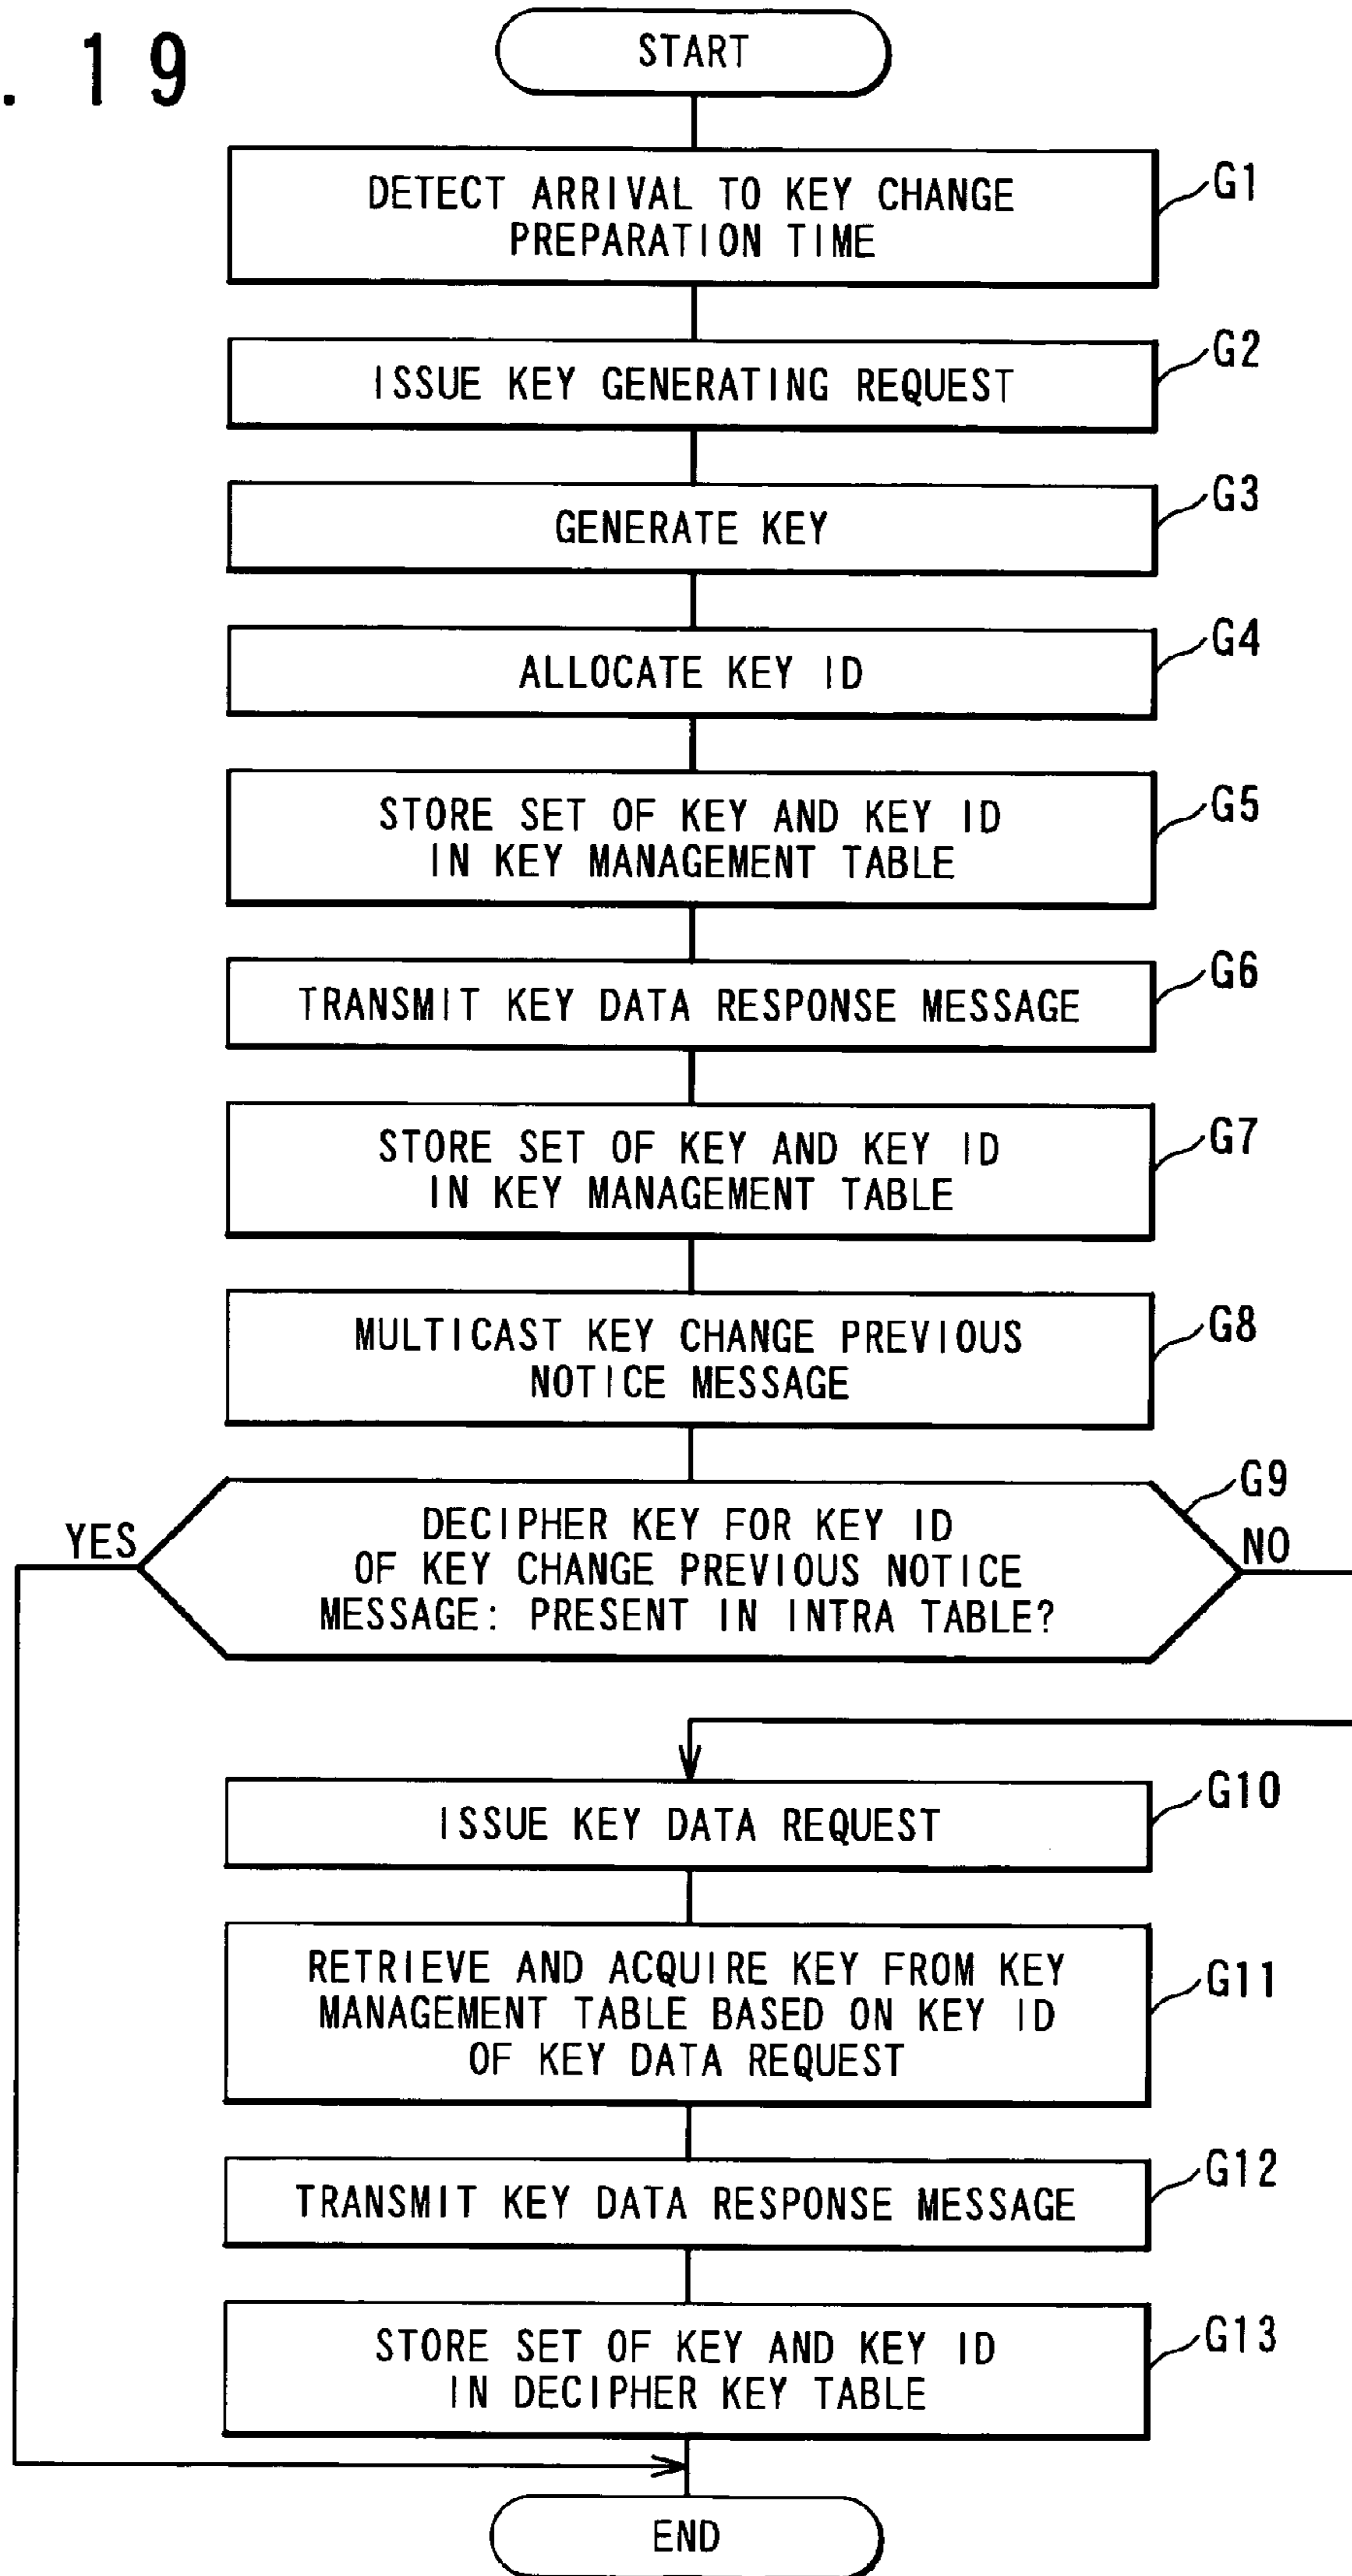 . 19
START
DETECT ARRIVAL TO KEY CHANGE
PREPARATION TIME
G1
ISSUE KEY GENERATING REQUEST
G2
GENERATE KEY
G3
ALLOCATE KEY ID
G4
STORE SET OF KEY AND KEY ID
IN KEY MANAGEMENT TABLE
G5
TRANSMIT KEY DATA RESPONSE MESSAGE
G6
STORE SET OF KEY AND KEY ID
IN KEY MANAGEMENT TABLE
G7
MULTICAST KEY CHANGE PREVIOUS
NOTICE MESSAGE
G8
DECIPHER KEY FOR KEY ID
OF KEY CHANGE PREVIOUS NOTICE
MESSAGE: PRESENT IN INTRA TABLE?
G9
YES
NO
ISSUE KEY DATA REQUEST
G10
RETRIEVE AND ACQUIRE KEY FROM KEY
MANAGEMENT TABLE BASED ON KEY ID
OF KEY DATA REQUEST
G11
TRANSMIT KEY DATA RESPONSE MESSAGE
G12
STORE SET OF KEY AND KEY ID
IN DECIPHER KEY TABLE
G13
END